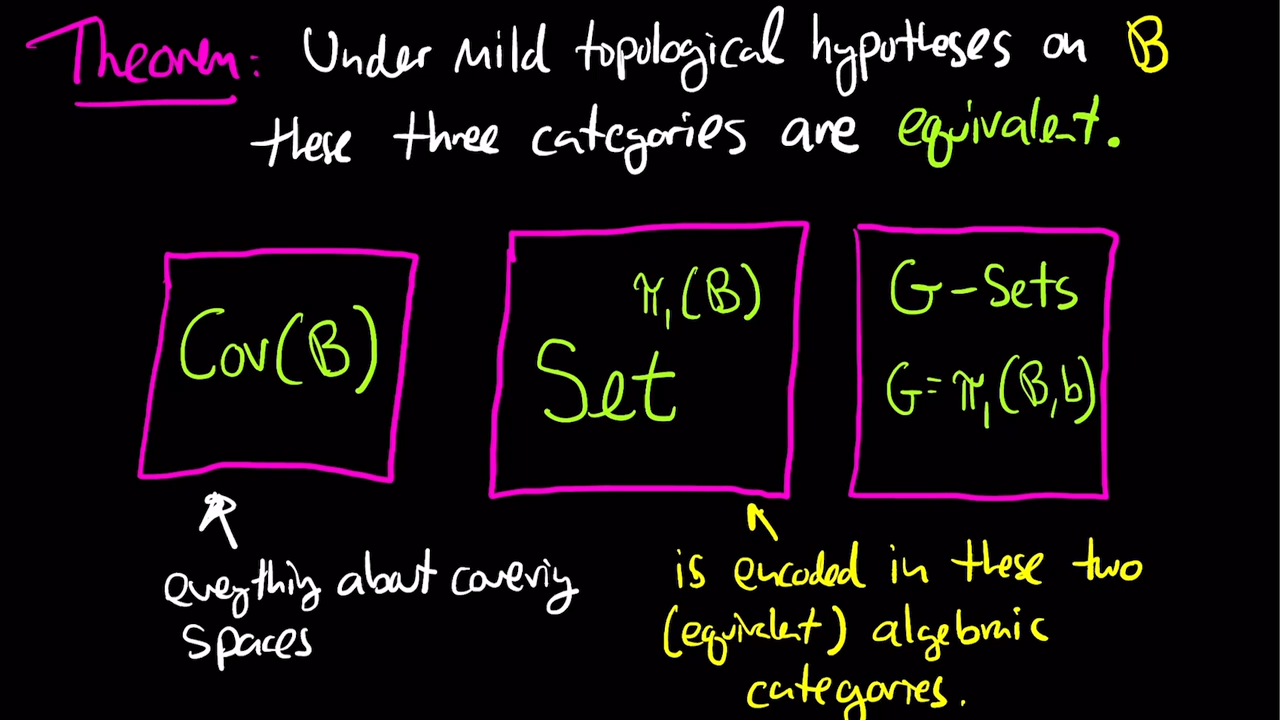 Theorem: Under mild topological hypotheses on B
these three categories are equivalent.
Cov(B)
π₁(B)
Set
G-Sets
G=π₁(B,b)
everything about covering
spaces
is encoded in these two
(equivalent) algebraic
categories.